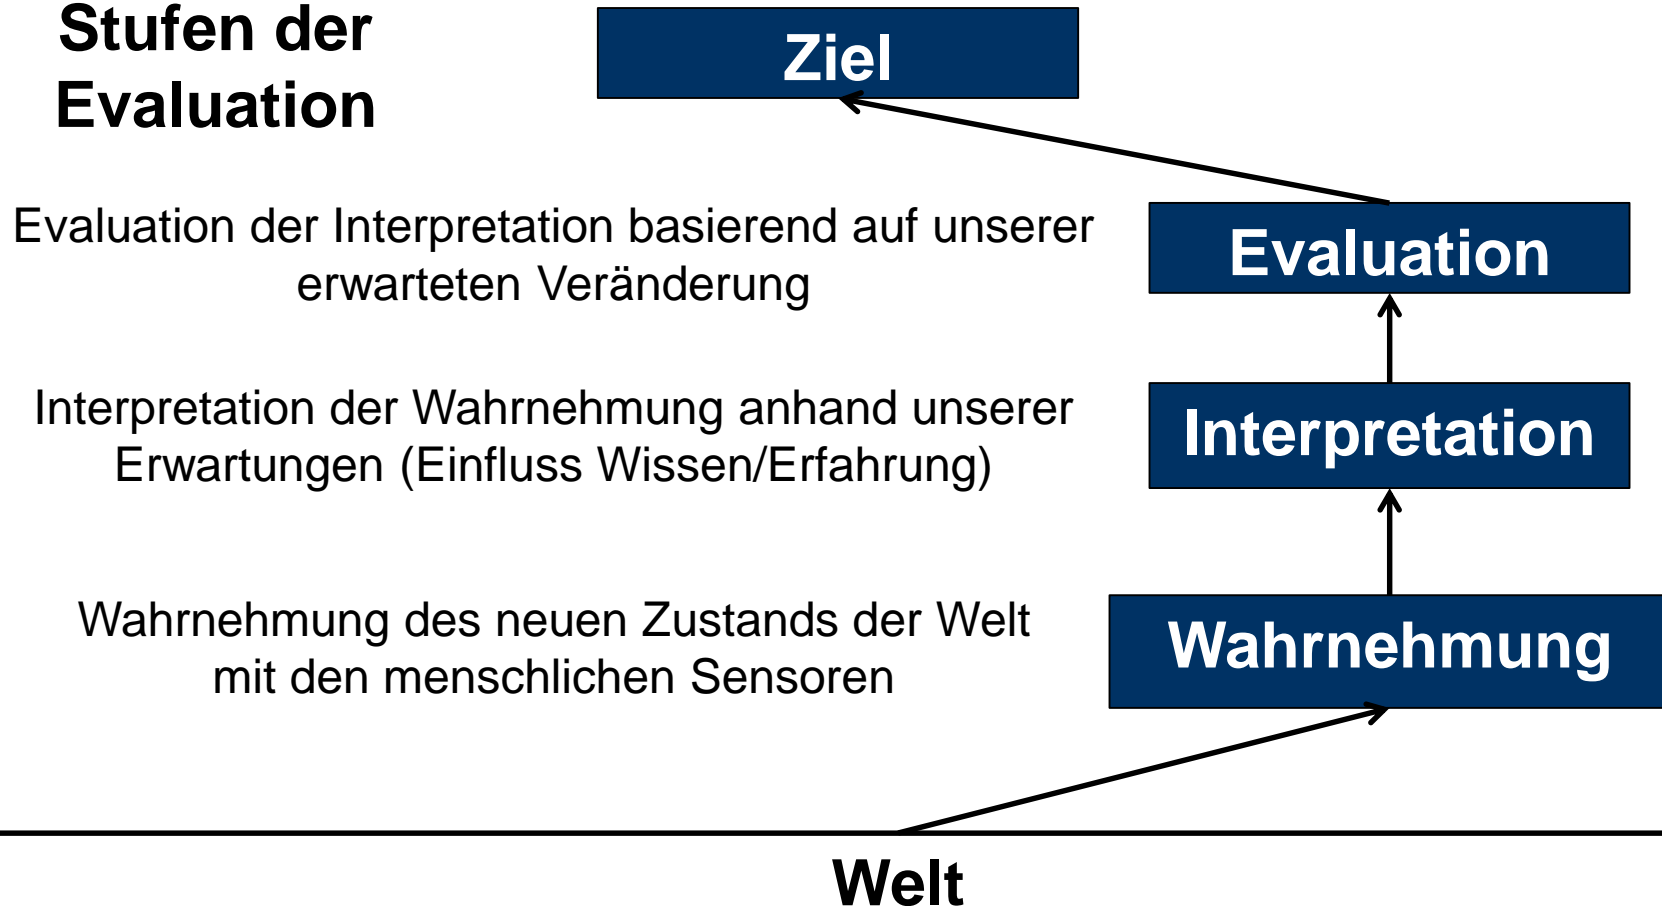 Stufen der
Evaluation
Ziel
Evaluation der Interpretation basierend auf unserer
erwarteten Veränderung
Evaluation
Interpretation der Wahrnehmung anhand unserer
Erwartungen (Einfluss Wissen/Erfahrung)
Interpretation
Wahrnehmung des neuen Zustands der Welt
mit den menschlichen Sensoren
Wahrnehmung
Welt